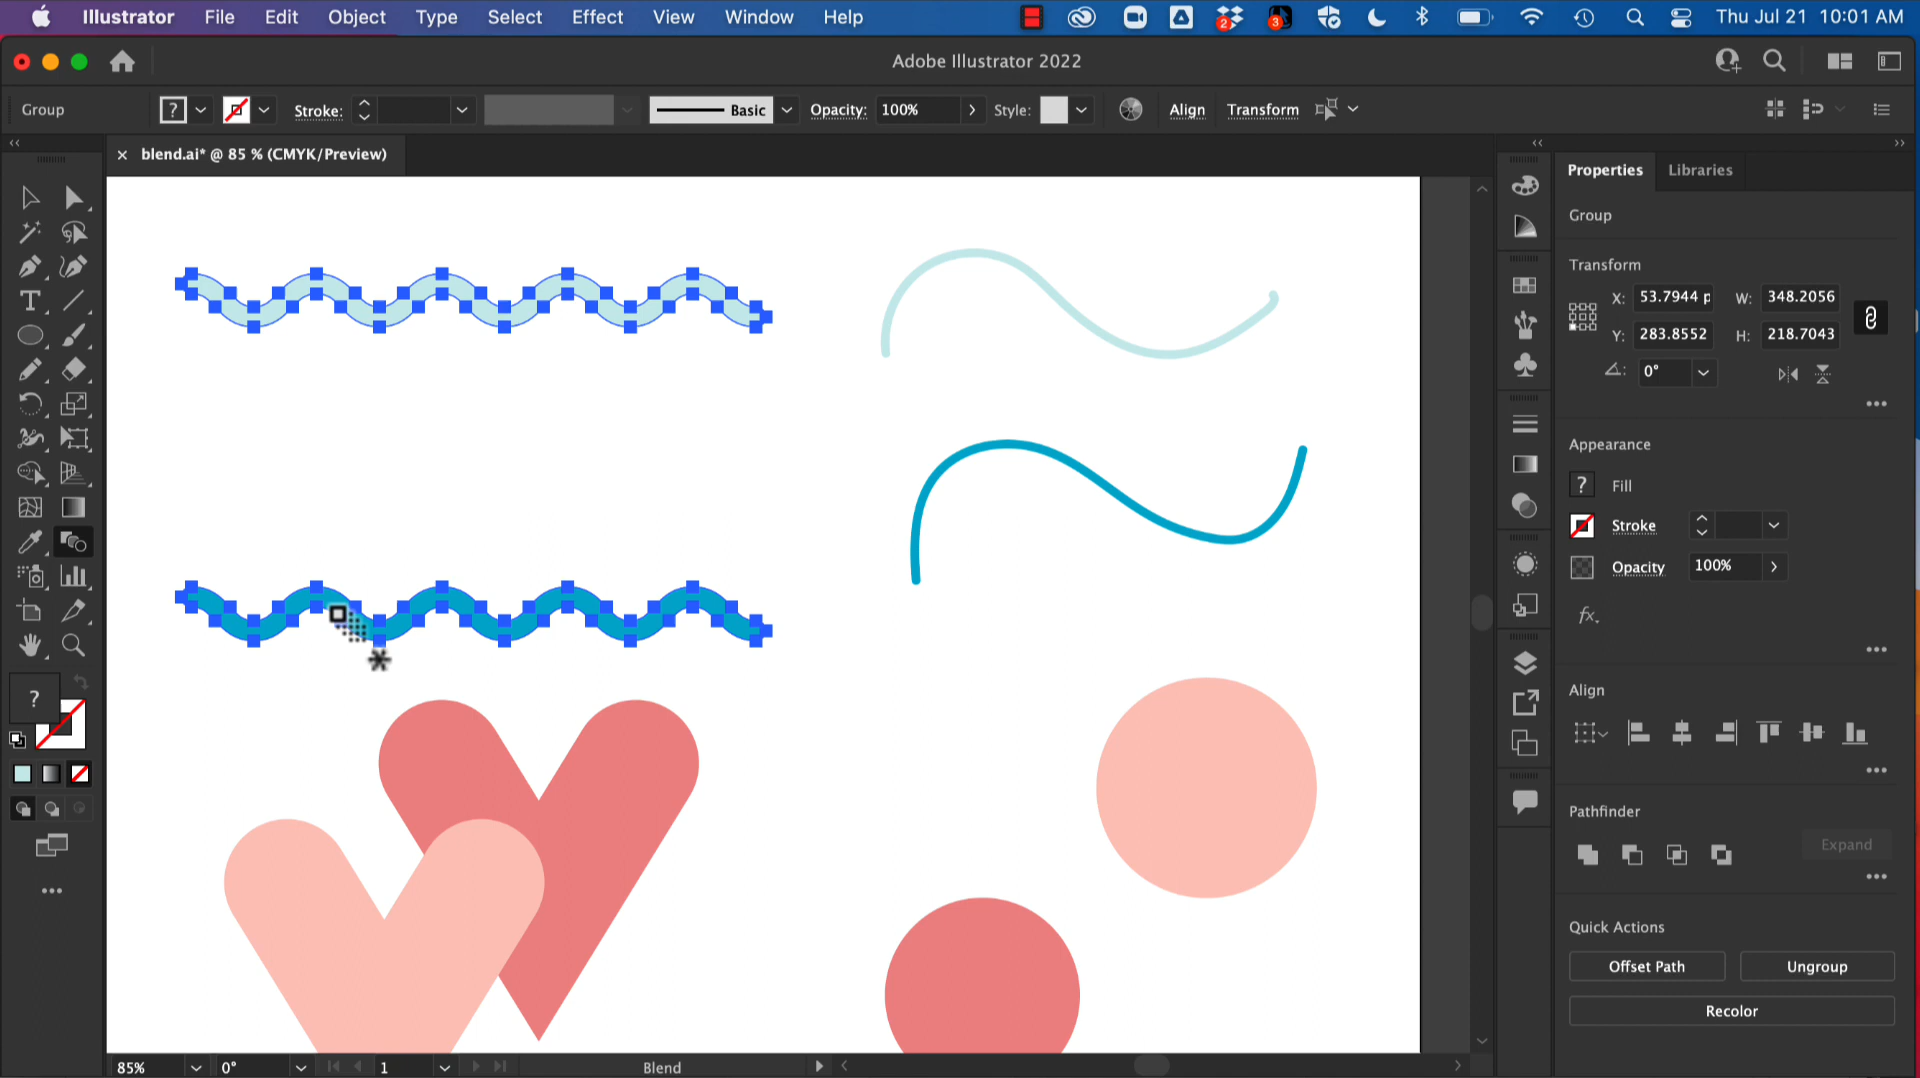 Illustrator File Edit Object Type Select Effect View Window Help 2 3 Thu Jul 21 10:01 AM
Adobe Illustrator 2022
Group ? Stroke: Basic Opacity: 100% Style: Align Transform
blend.ai* @ 85 % (CMYK/Preview)
Properties Libraries
Group
Transform
X: 53.7944 p W: 348.2056
Y: 283.8552 H: 218.7043
0°
Appearance
? Fill
Stroke
Opacity 100%
fx.
Align
Pathfinder
Expand
Quick Actions
Offset Path Ungroup
Recolor
T
?
85% 0° 1 Blend